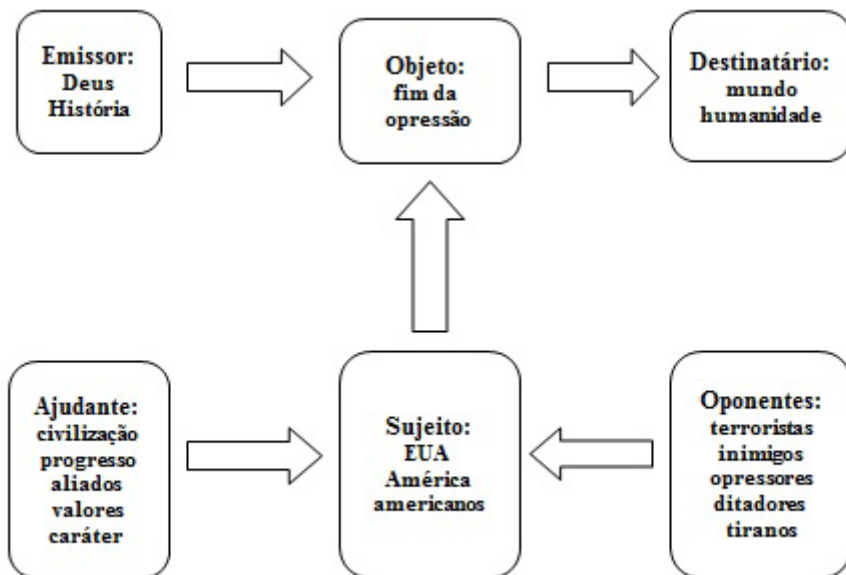 Emissor:
Deus
História
Objeto:
fim da
opressão
Destinatário:
mundo
humanidade
Ajudante:
civilização
progresso
aliados
valores
caráter
Sujeito:
EUA
América
americanos
Oponentes:
terroristas
inimigos
opressores
ditadores
tiranos